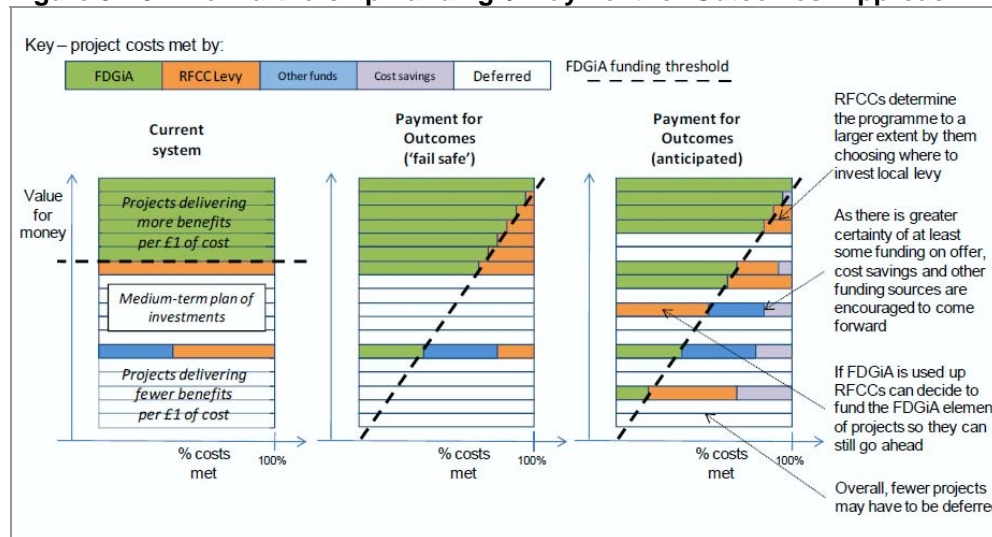 Key – project costs met by:
FDGiA RFCC Levy Other funds Cost savings Deferred
FDGiA funding threshold
Current
system
Value
for
money
Projects delivering
more benefits
per £1 of cost
Medium-term plan of
investments
Projects delivering
fewer benefits
per £1 of cost
% costs
met
100%
Payment for
Outcomes
('fail safe')
% costs
met
100%
Payment for
Outcomes
(anticipated)
% costs
met
100%
RFCCs determine
the programme to a
larger extent by them
choosing where to
invest local levy
As there is greater
certainty of at least
some funding on offer,
cost savings and other
funding sources are
encouraged to come
forward
If FDGiA is used up
RFCCs can decide to
fund the FDGiA element
of projects so they can
still go ahead
Overall, fewer projects
may have to be deferred